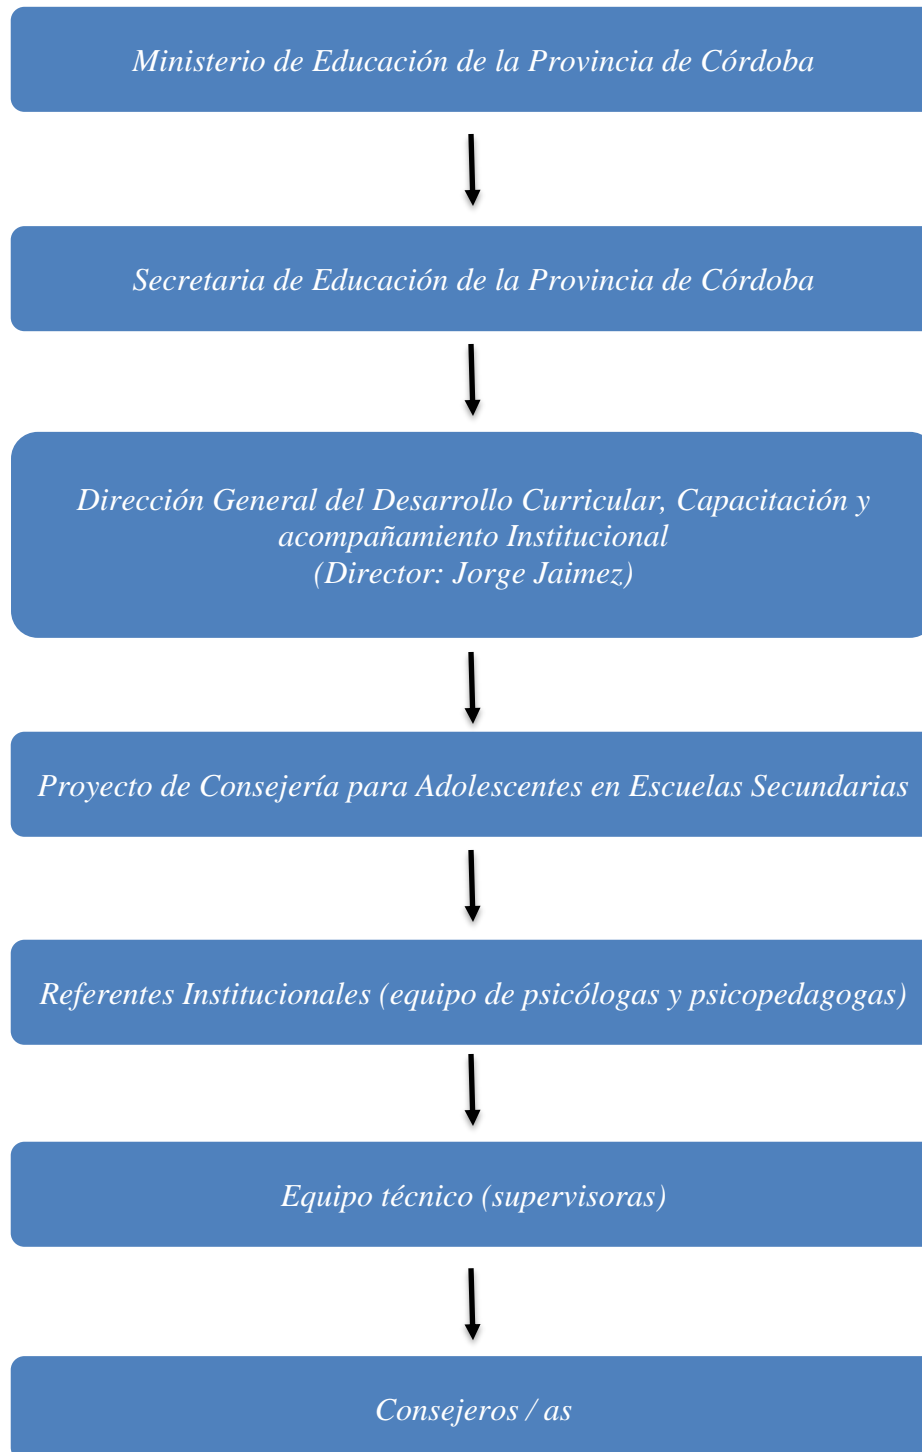 Ministerio de Educación de la Provincia de Córdoba
Secretaria de Educación de la Provincia de Córdoba
Dirección General del Desarrollo Curricular, Capacitación y
acompañamiento Institucional
(Director: Jorge Jaimez)
Proyecto de Consejería para Adolescentes en Escuelas Secundarias
Referentes Institucionales (equipo de psicólogas y psicopedagogas)
Equipo técnico (supervisoras)
Consejeros / as